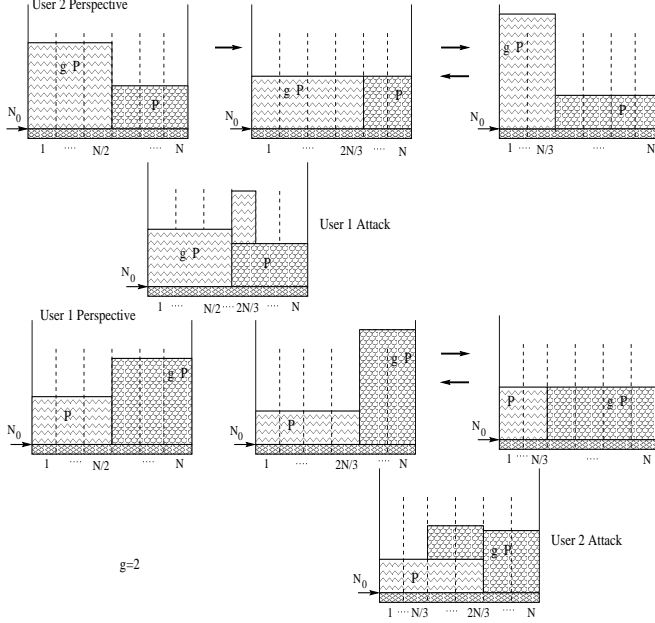 User 2 Perspective
g P
P
N0
1 .... N/2 N
g P
P
2N/3 .... N
g P
P
N0
1 .... N/3 .... N
g P
P
User 1 Attack
N0
1 .... N/2 .... 2N/3 .... N
User 1 Perspective
P
g P
N0
1 .... N/2 N
P
g P
N0
1 .... 2N/3 .... N
P
g P
N0
1 .... N/3 .... N
P
g P
User 2 Attack
g=2
N0
1 .... N/3 .... 2N/3 .... N